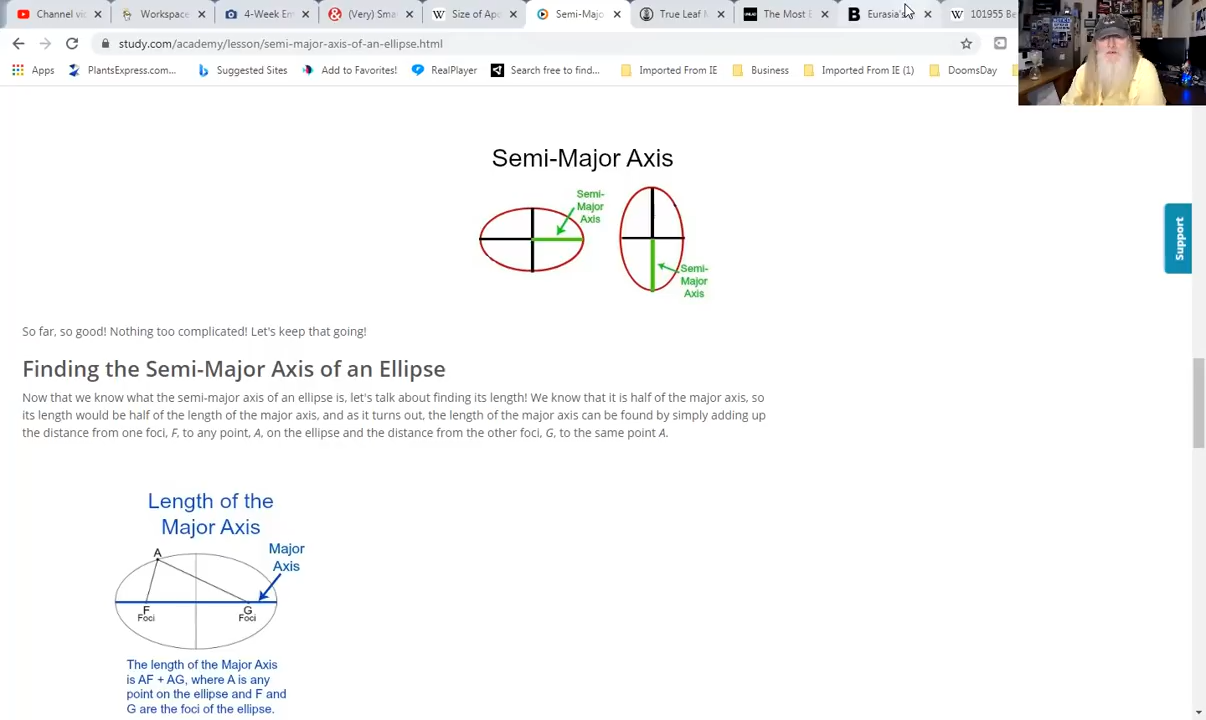 Channel vis
Workspace
4-Week Em
(Very) Sma
W Size of Apo
Semi-Majo
True Leaf M
The Most E
B Eurasia's
W 101955 Be
study.com/academy/lesson/semi-major-axis-of-an-ellipse.html
Apps
PlantsExpress.com...
Suggested Sites
Add to Favorites!
RealPlayer
Search free to find...
Imported From IE
Business
Imported From IE (1)
DoomsDay
Semi-Major Axis
Semi-
Major
Axis
Semi-
Major
Axis
Support
So far, so good! Nothing too complicated! Let's keep that going!
Finding the Semi-Major Axis of an Ellipse
Now that we know what the semi-major axis of an ellipse is, let's talk about finding its length! We know that it is half of the major axis, so
its length would be half of the length of the major axis, and as it turns out, the length of the major axis can be found by simply adding up
the distance from one foci, F, to any point, A, on the ellipse and the distance from the other foci, G, to the same point A.
Length of the
Major Axis
Major
Axis
A
F
Foci
G
Foci
The length of the Major Axis
is AF + AG, where A is any
point on the ellipse and F and
G are the foci of the ellipse.